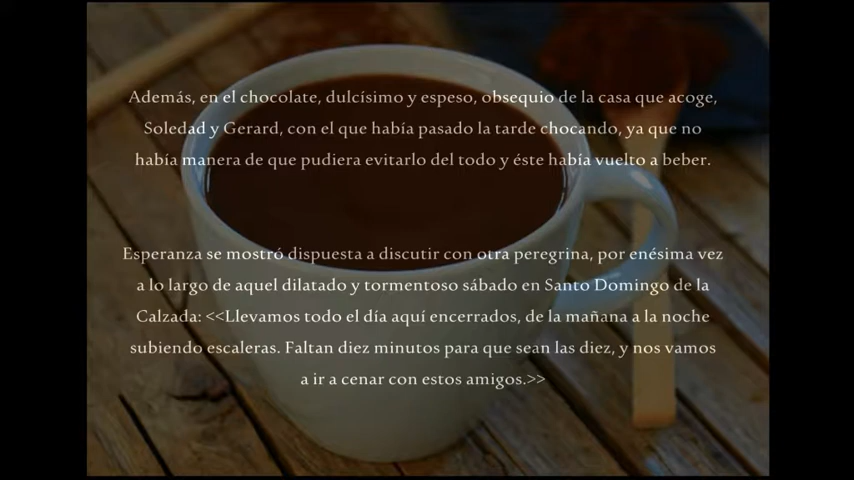 Además, en el chocolate, dulcísimo y espeso, obsequio de la casa que acoge,
Soledad y Gerard, con el que había pasado la tarde chocando, ya que no
había manera de que pudiera evitarlo del todo y éste había vuelto a beber.
Esperanza se mostró dispuesta a discutir con otra peregrina, por enésima vez
a lo largo de aquel dilatado y tormentoso sábado en Santo Domingo de la
Calzada: <<Llevamos todo el día aquí encerrados, de la mañana a la noche
subiendo escaleras. Faltan diez minutos para que sean las diez, y nos vamos
a ir a cenar con estos amigos.>>